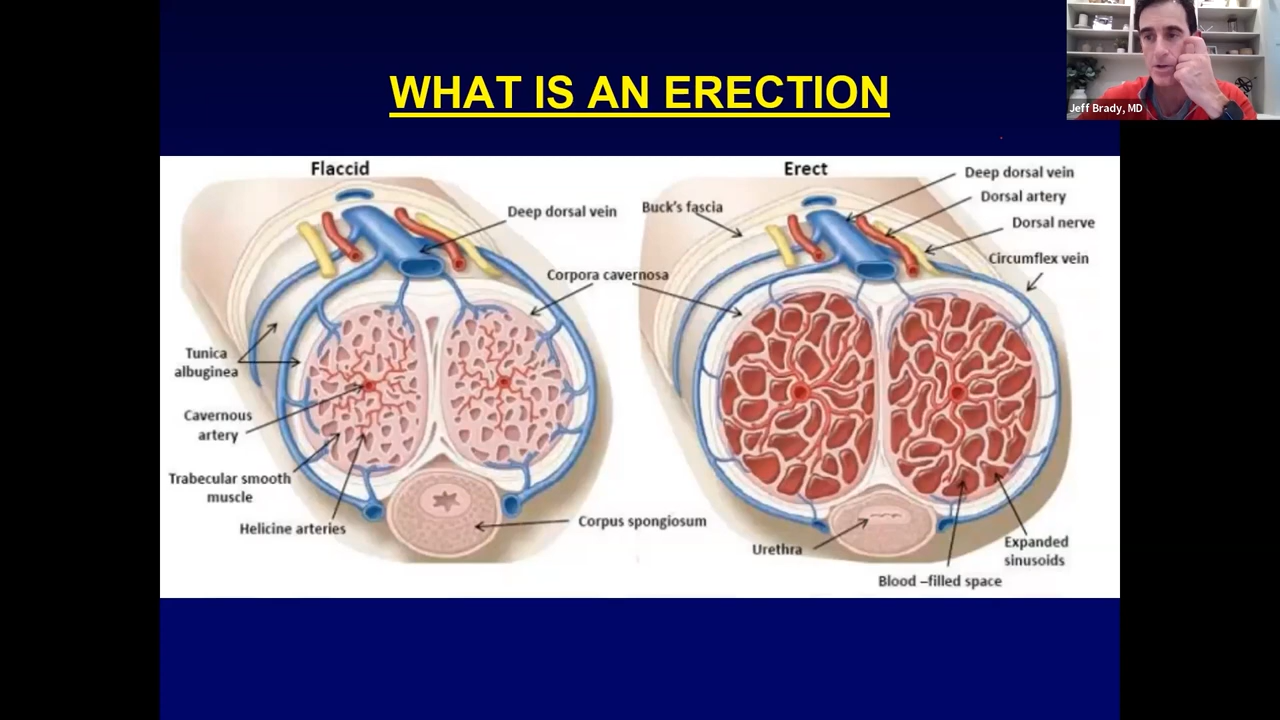 WHAT IS AN ERECTION
Jeff Brady, MD
Flaccid
Deep dorsal vein
Corpora cavernosa
Tunica
albuginea
Cavernous
artery
Trabecular smooth
muscle
Helicine arteries
Corpus spongiosum
Erect
Buck's fascia
Deep dorsal vein
Dorsal artery
Dorsal nerve
Circumflex vein
Urethra
Expanded
sinusoids
Blood –filled space